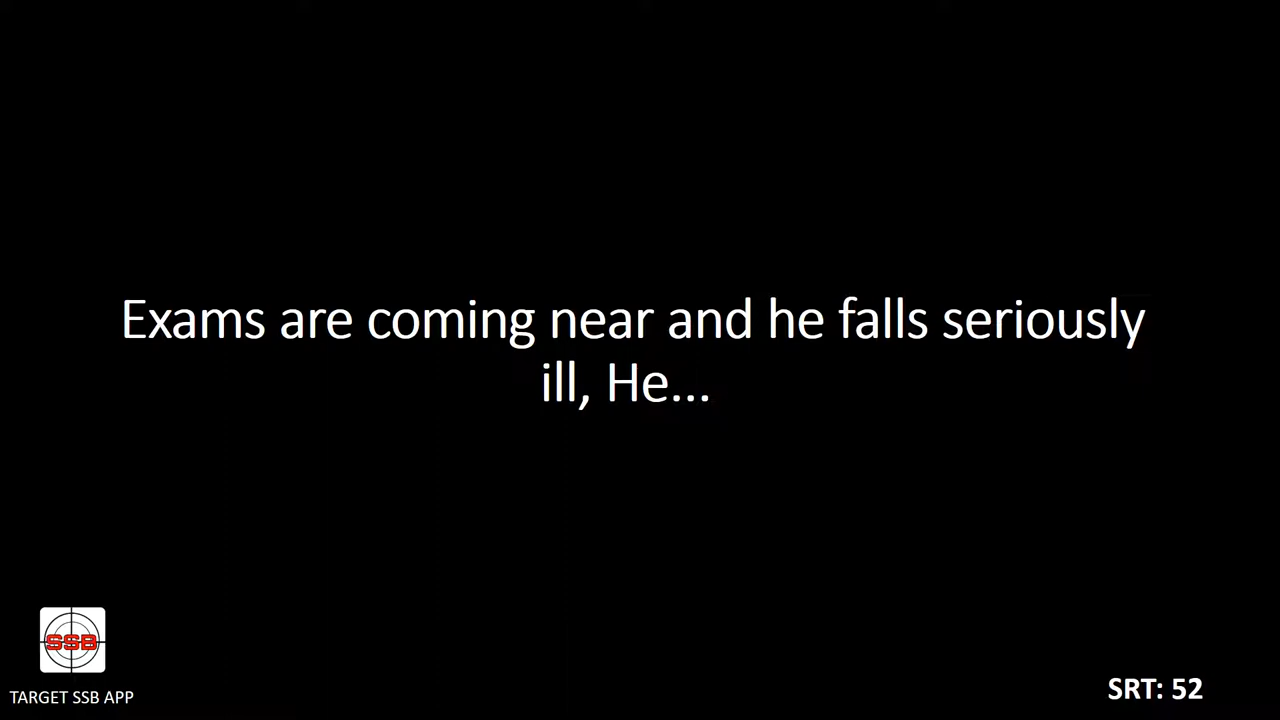 Exams are coming near and he falls seriously
ill, He...
SSB
TARGET SSB APP
SRT: 52